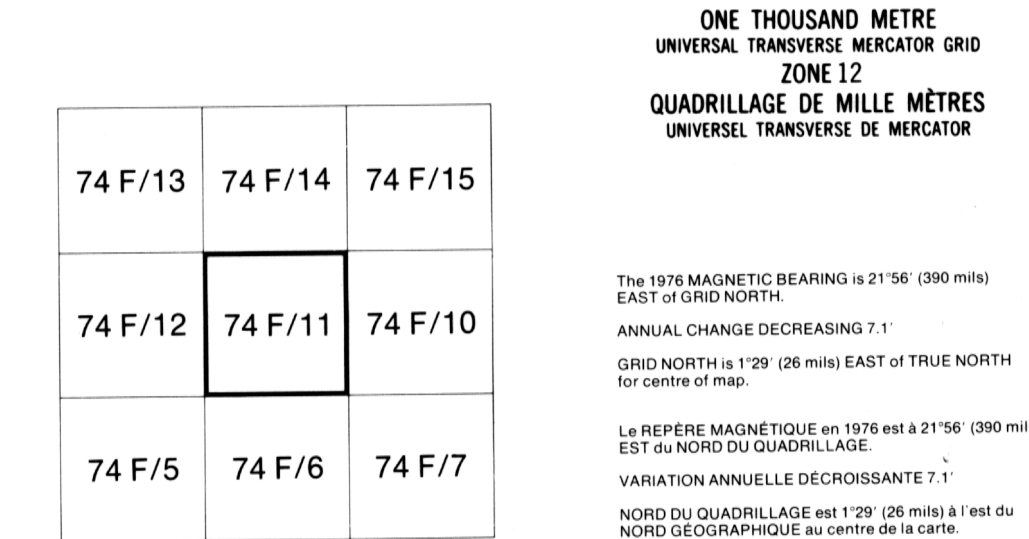 ONE THOUSAND METRE
UNIVERSAL TRANSVERSE MERCATOR GRID
ZONE 12
QUADRILLAGE DE MILLE MÈTRES
UNIVERSEL TRANSVERSE DE MERCATOR
74 F/13 74 F/14 74 F/15
74 F/12 74 F/11 74 F/10
74 F/5 74 F/6 74 F/7
The 1976 MAGNETIC BEARING is 21°56′ (390 mils)
EAST of GRID NORTH.
ANNUAL CHANGE DECREASING 7.1′
GRID NORTH is 1°29′ (26 mils) EAST of TRUE NORTH
for centre of map.
Le REPÈRE MAGNÉTIQUE en 1976 est à 21°56′ (390 mil
EST du NORD DU QUADRILLAGE.
VARIATION ANNUELLE DÉCROISSANTE 7.1′
NORD DU QUADRILLAGE est 1°29′ (26 mils) à l'est du
NORD GÉOGRAPHIQUE au centre de la carte.